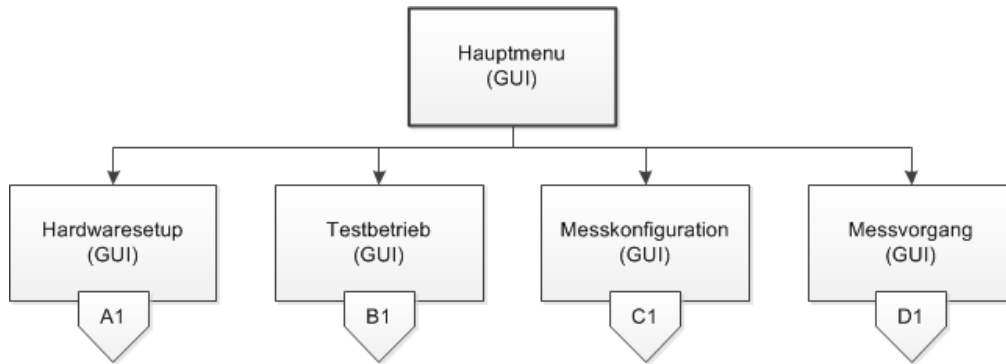 Hauptmenu
(GUI)
Hardwaresetup
(GUI)
Testbetrieb
(GUI)
Messkonfiguration
(GUI)
Messvorgang
(GUI)
A1
B1
C1
D1